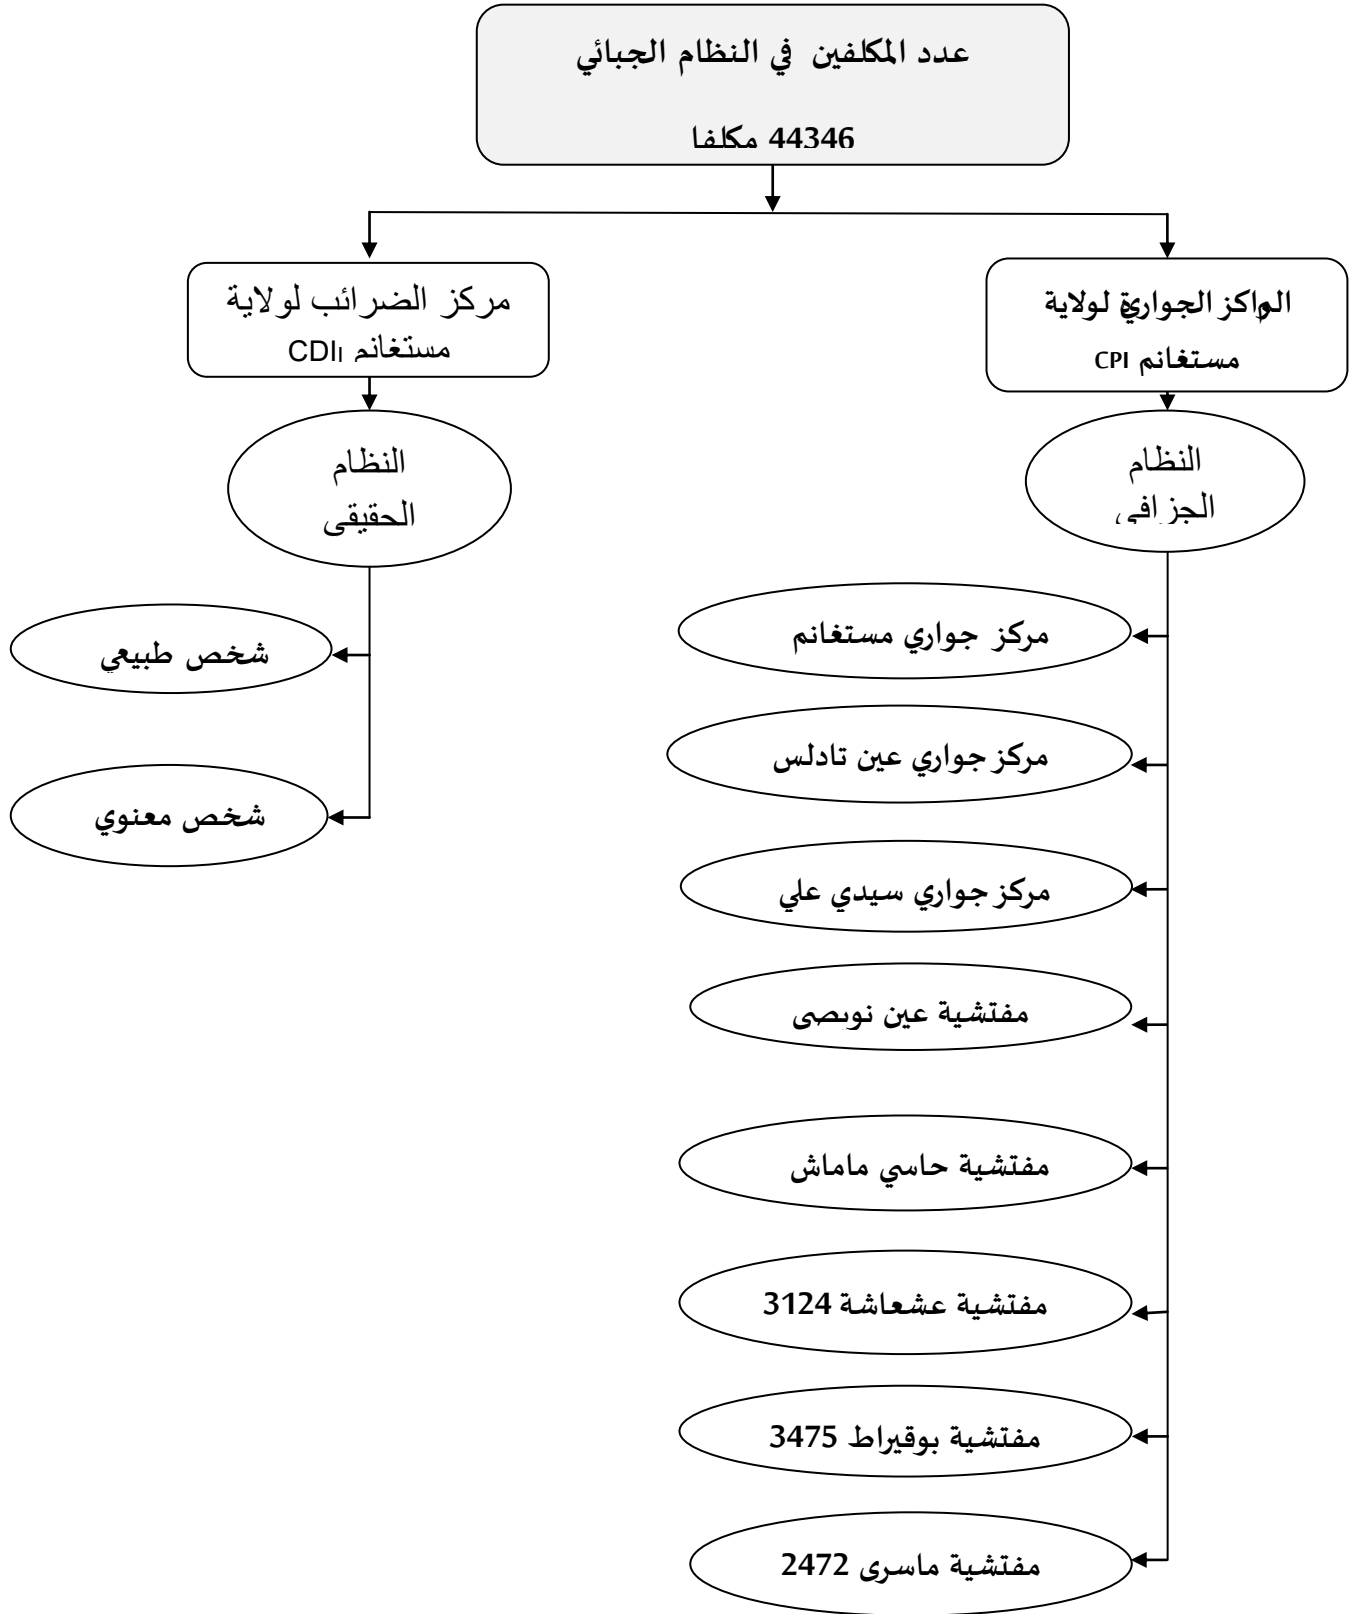 عدد المكلفين في النظام الجبائي
44346 مكلفا
المراكز الجوارية لولاية
مستغانم CPI
مركز الضرائب لولاية
مستغانم CDI
النظام
الجزافي
النظام
الحقيقي
مركز جواري مستغانم
مركز جواري عين تادلس
مركز جواري سيدي علي
مفتشية عين نويصي
مفتشية حاسي ماماش
مفتشية عشعاشة 3124
مفتشية بوقيراط 3475
مفتشية ماسرى 2472
شخص طبيعي
شخص معنوي